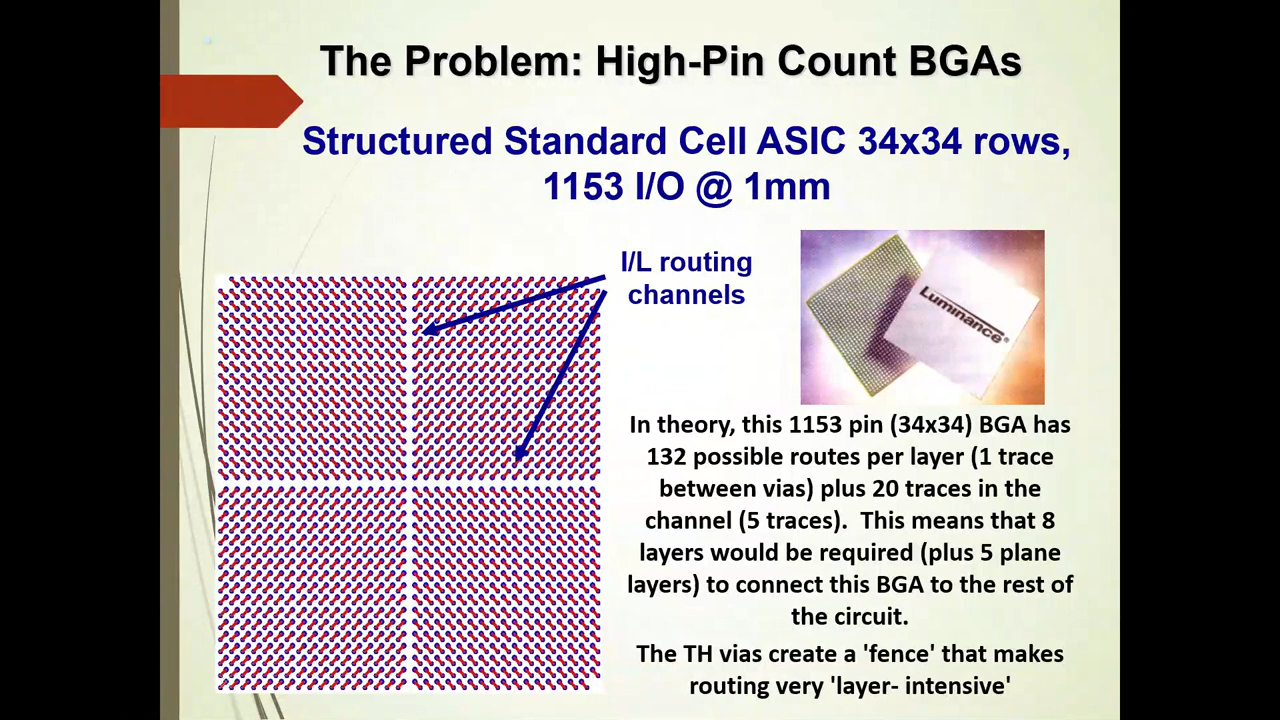 The Problem: High-Pin Count BGAs
Structured Standard Cell ASIC 34x34 rows,
1153 I/O @ 1mm
I/L routing
channels
Luminance®
In theory, this 1153 pin (34x34) BGA has
132 possible routes per layer (1 trace
between vias) plus 20 traces in the
channel (5 traces). This means that 8
layers would be required (plus 5 plane
layers) to connect this BGA to the rest of
the circuit.
The TH vias create a 'fence' that makes
routing very 'layer- intensive'